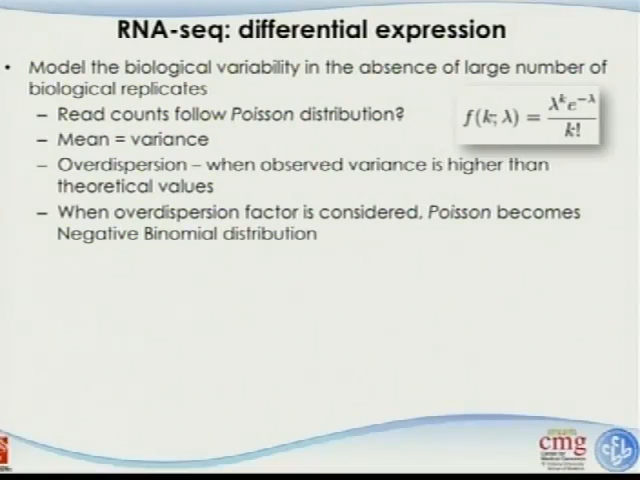 RNA-seq: differential expression
• Model the biological variability in the absence of large number of
biological replicates
– Read counts follow Poisson distribution?
f(k; λ) = λ^k e^{-λ} / k!
– Mean = variance
– Overdispersion – when observed variance is higher than
theoretical values
– When overdispersion factor is considered, Poisson becomes
Negative Binomial distribution
cmg